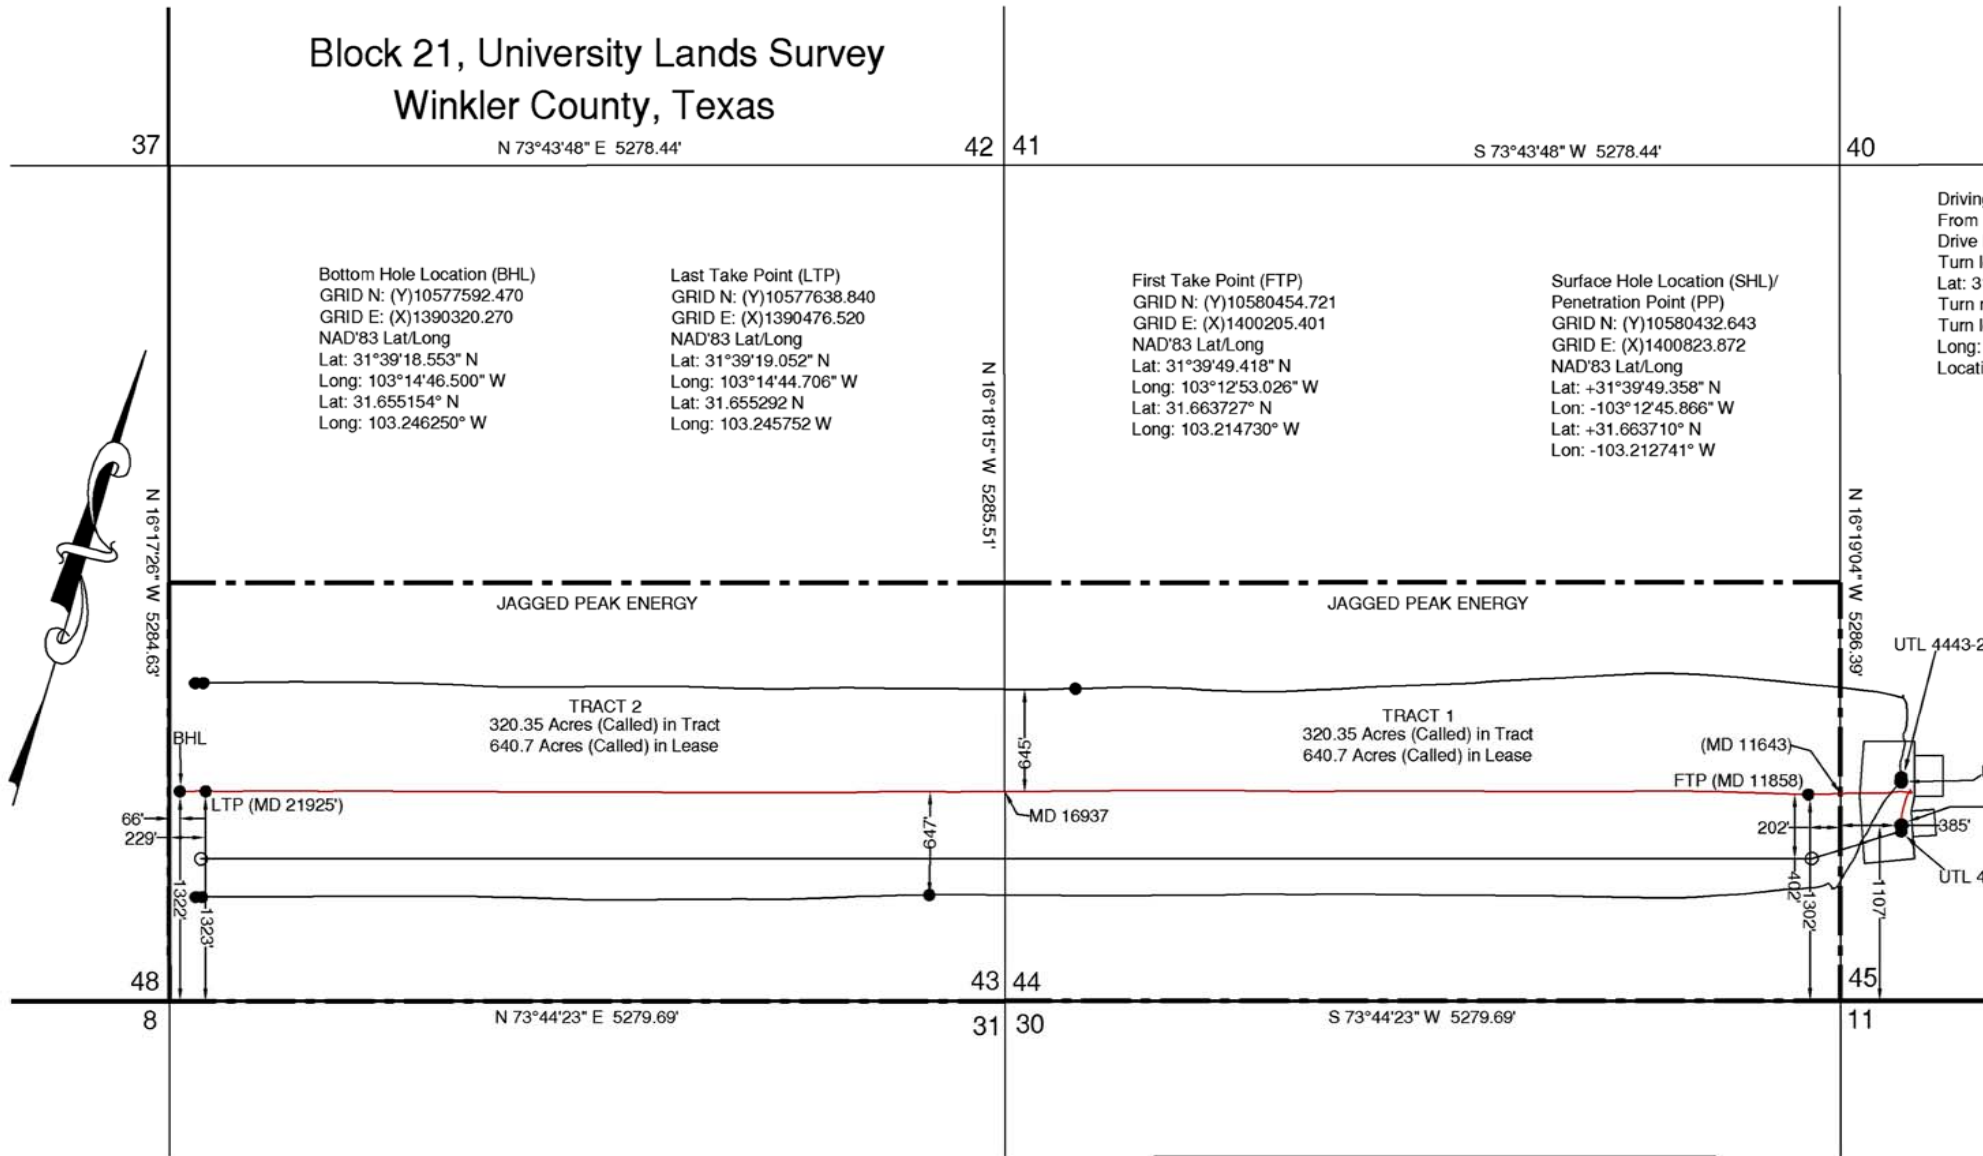 Block 21, University Lands Survey
Winkler County, Texas
37
N 73°43'48" E 5278.44'
42
41
S 73°43'48" W 5278.44'
40
Bottom Hole Location (BHL)
GRID N: (Y)10577592.470
GRID E: (X)1390320.270
NAD'83 Lat/Long
Lat: 31°39'18.553" N
Long: 103°14'46.500" W
Lat: 31.655154° N
Long: 103.246250° W
Last Take Point (LTP)
GRID N: (Y)10577638.840
GRID E: (X)1390476.520
NAD'83 Lat/Long
Lat: 31°39'19.052" N
Long: 103°14'44.706" W
Lat: 31.655292 N
Long: 103.245752 W
First Take Point (FTP)
GRID N: (Y)10580454.721
GRID E: (X)1400205.401
NAD'83 Lat/Long
Lat: 31°39'49.418" N
Long: 103°12'53.026" W
Lat: 31.663727° N
Long: 103.214730° W
Surface Hole Location (SHL)/
Penetration Point (PP)
GRID N: (Y)10580432.643
GRID E: (X)1400823.872
NAD'83 Lat/Long
Lat: +31°39'49.358" N
Lon: -103°12'45.866" W
Lat: +31.663710° N
Lon: -103.212741° W
Driving
From
Drive
Turn l
Lat: 3
Turn r
Turn l
Long:
Locati
N 16°17'26" W 5284.63'
N 16°18'15" W 5285.51'
N 16°19'04" W 5286.39'
JAGGED PEAK ENERGY
JAGGED PEAK ENERGY
UTL 4443-2
TRACT 2
320.35 Acres (Called) in Tract
640.7 Acres (Called) in Lease
TRACT 1
320.35 Acres (Called) in Tract
640.7 Acres (Called) in Lease
BHL
645'
(MD 11643)
FTP (MD 11858)
LTP (MD 21925')
MD 16937
66'
229'
647'
202'
385'
1322'
1323'
402'
1302'
1107'
UTL 4
48
43
44
45
8
N 73°44'23" E 5279.69'
31
30
S 73°44'23" W 5279.69'
11